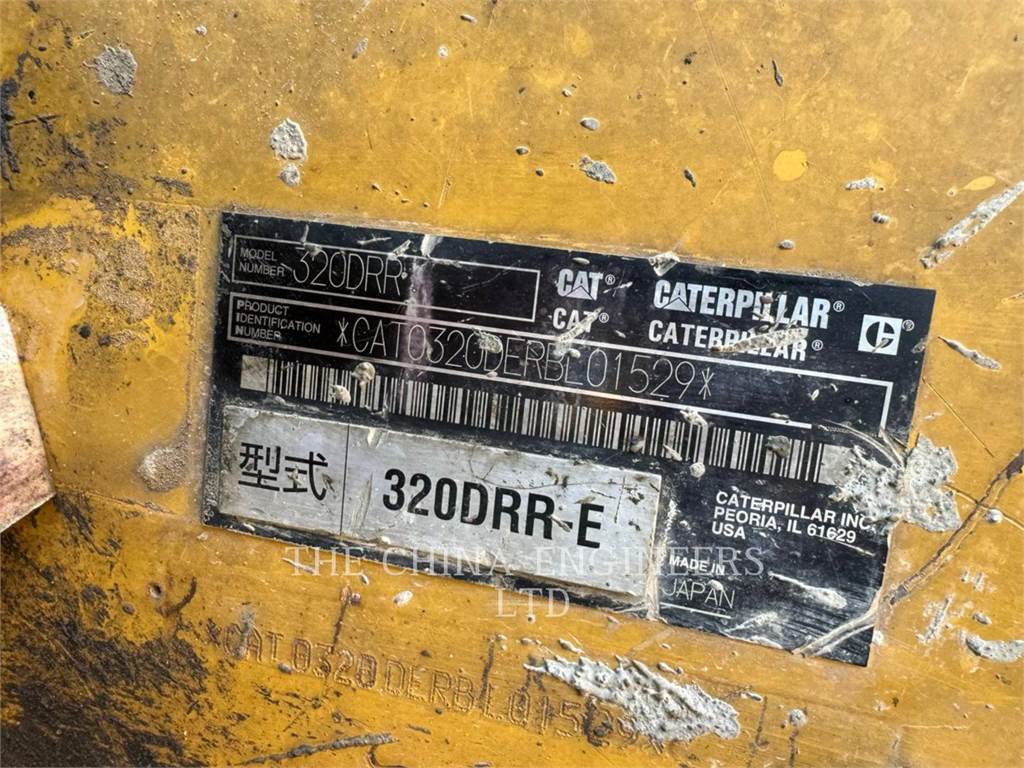 MODEL NUMBER 320DRR
CAT® CATERPILLAR®
CAT® CATERPILLAR®
PRODUCT IDENTIFICATION NUMBER *CAT0320DERBL01529*
型式 320DRR-E
CATERPILLAR INC.
PEORIA, IL 61629
USA
MADE IN
JAPAN
THE CHINA ENGINEERS,
LTD
*CAT0320DERBL01529*